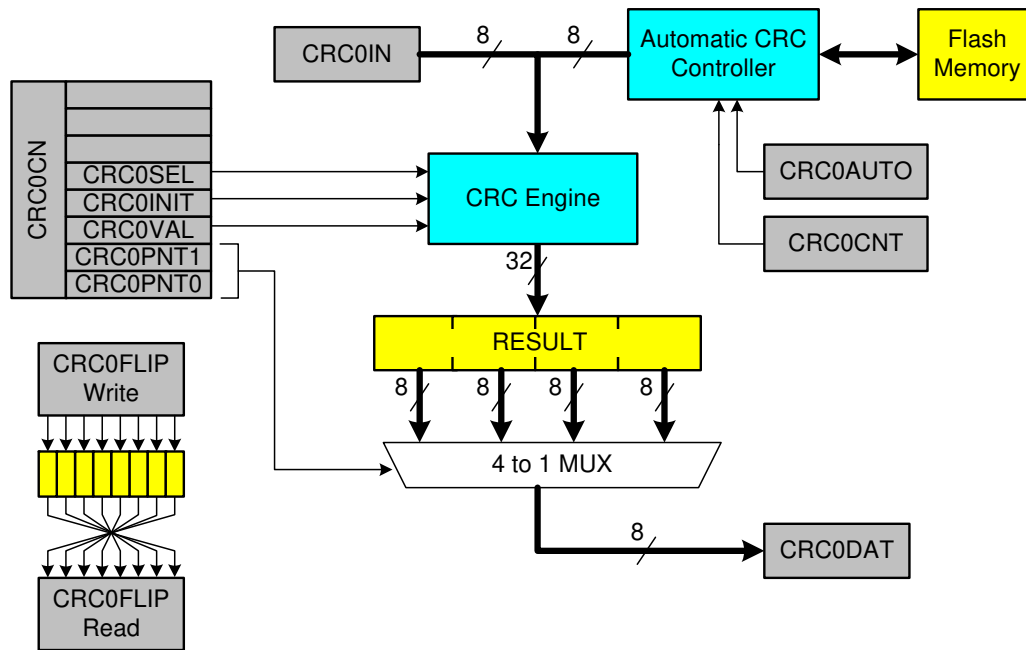 CRC0IN
8
8
Automatic CRC
Controller
Flash
Memory
CRC0CN
CRC0SEL
CRC0INIT
CRC0VAL
CRC0PNT1
CRC0PNT0
CRC Engine
CRC0AUTO
CRC0CNT
32
RESULT
8
8
8
8
4 to 1 MUX
8
CRC0DAT
CRC0FLIP
Write
CRC0FLIP
Read